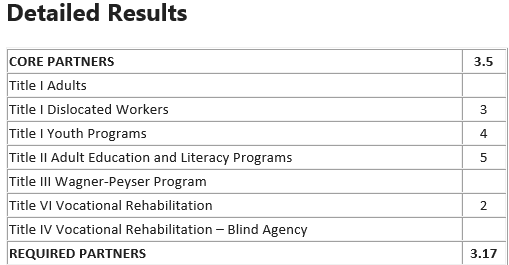 Detailed Results
CORE PARTNERS 3.5
Title I Adults
Title I Dislocated Workers 3
Title I Youth Programs 4
Title II Adult Education and Literacy Programs 5
Title III Wagner-Peyser Program
Title VI Vocational Rehabilitation 2
Title IV Vocational Rehabilitation – Blind Agency
REQUIRED PARTNERS 3.17